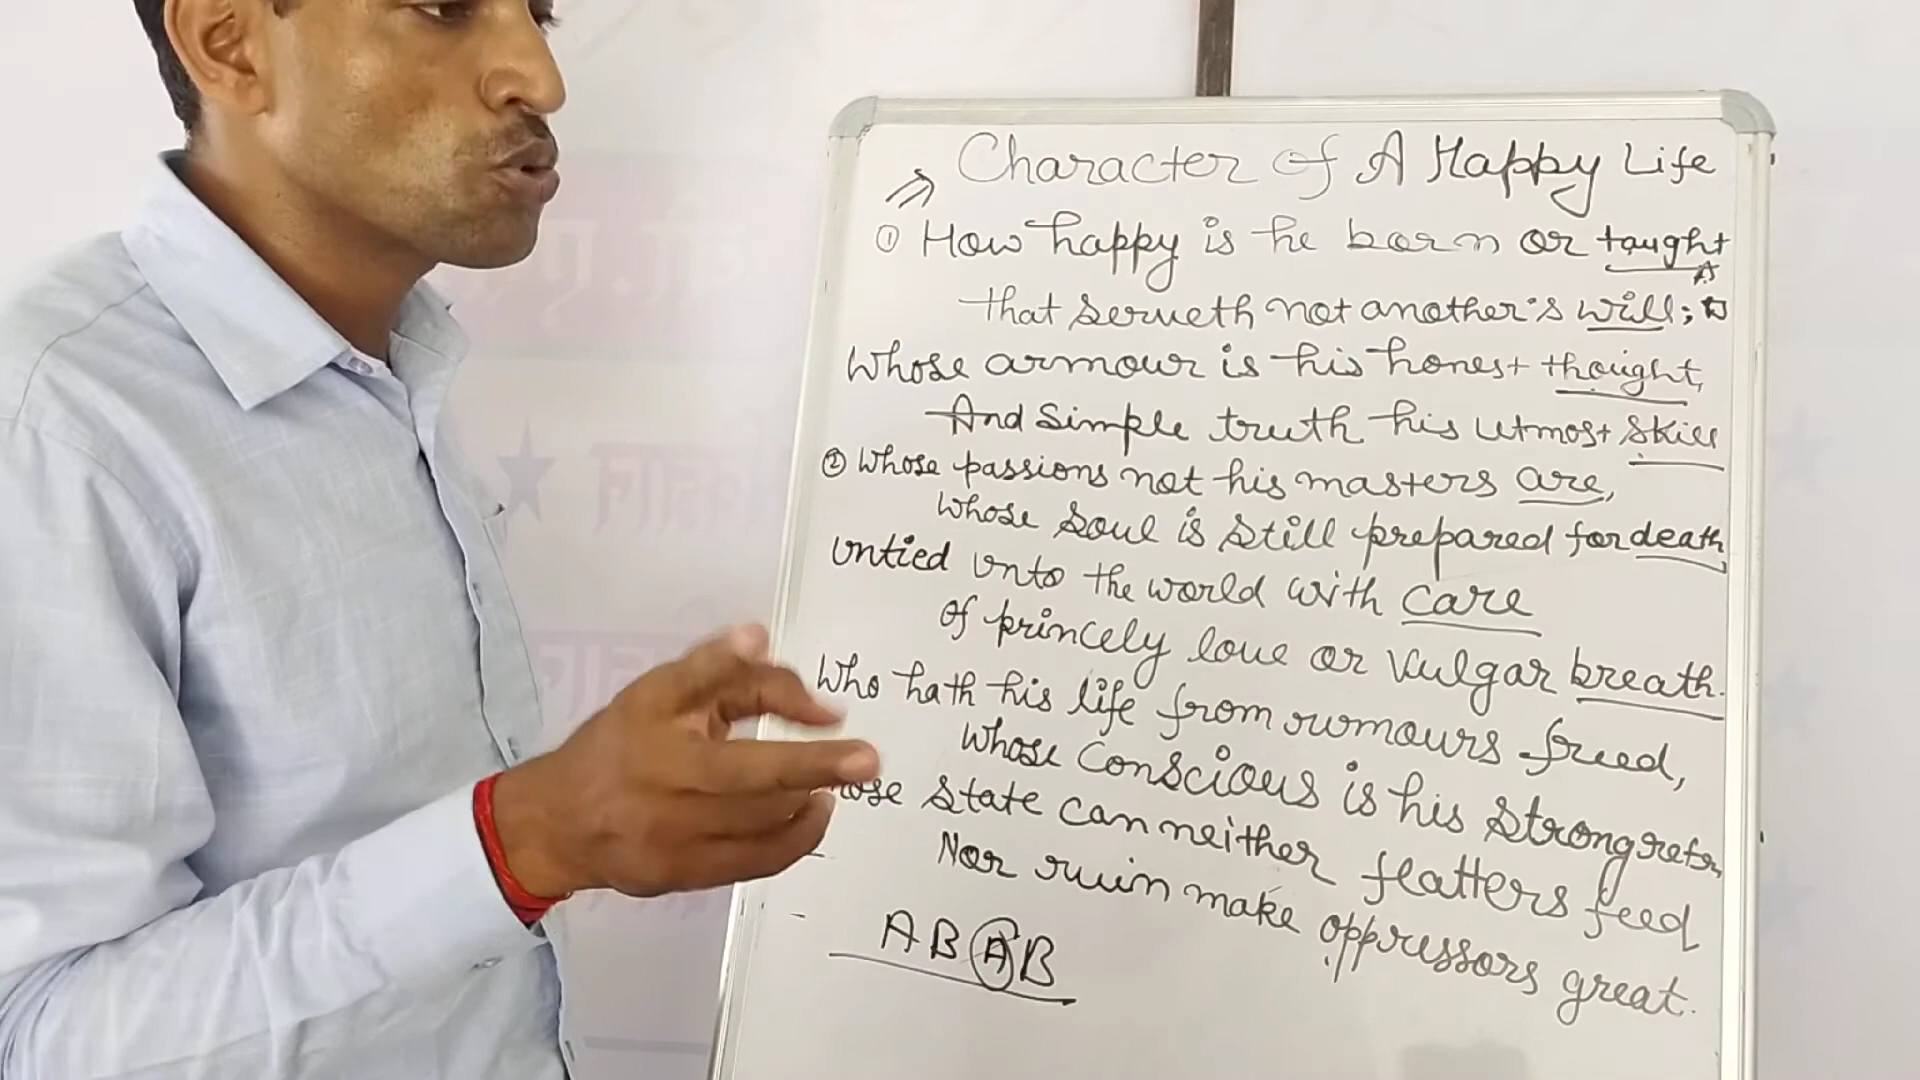 Character of A Happy Life
① How happy is he born or taught
A
that serveth not another's will; b
Whose armour is his honest thought,
And simple truth his utmost skill
② Whose passions not his masters are,
Whose soul is still prepared for death,
Untied unto the world with care
Of princely love or vulgar breath.
Who hath his life from rumours freed,
Whose Conscious is his strong retr
ose state can neither flatters feed
Nor ruin make oppressors great.
A B A B